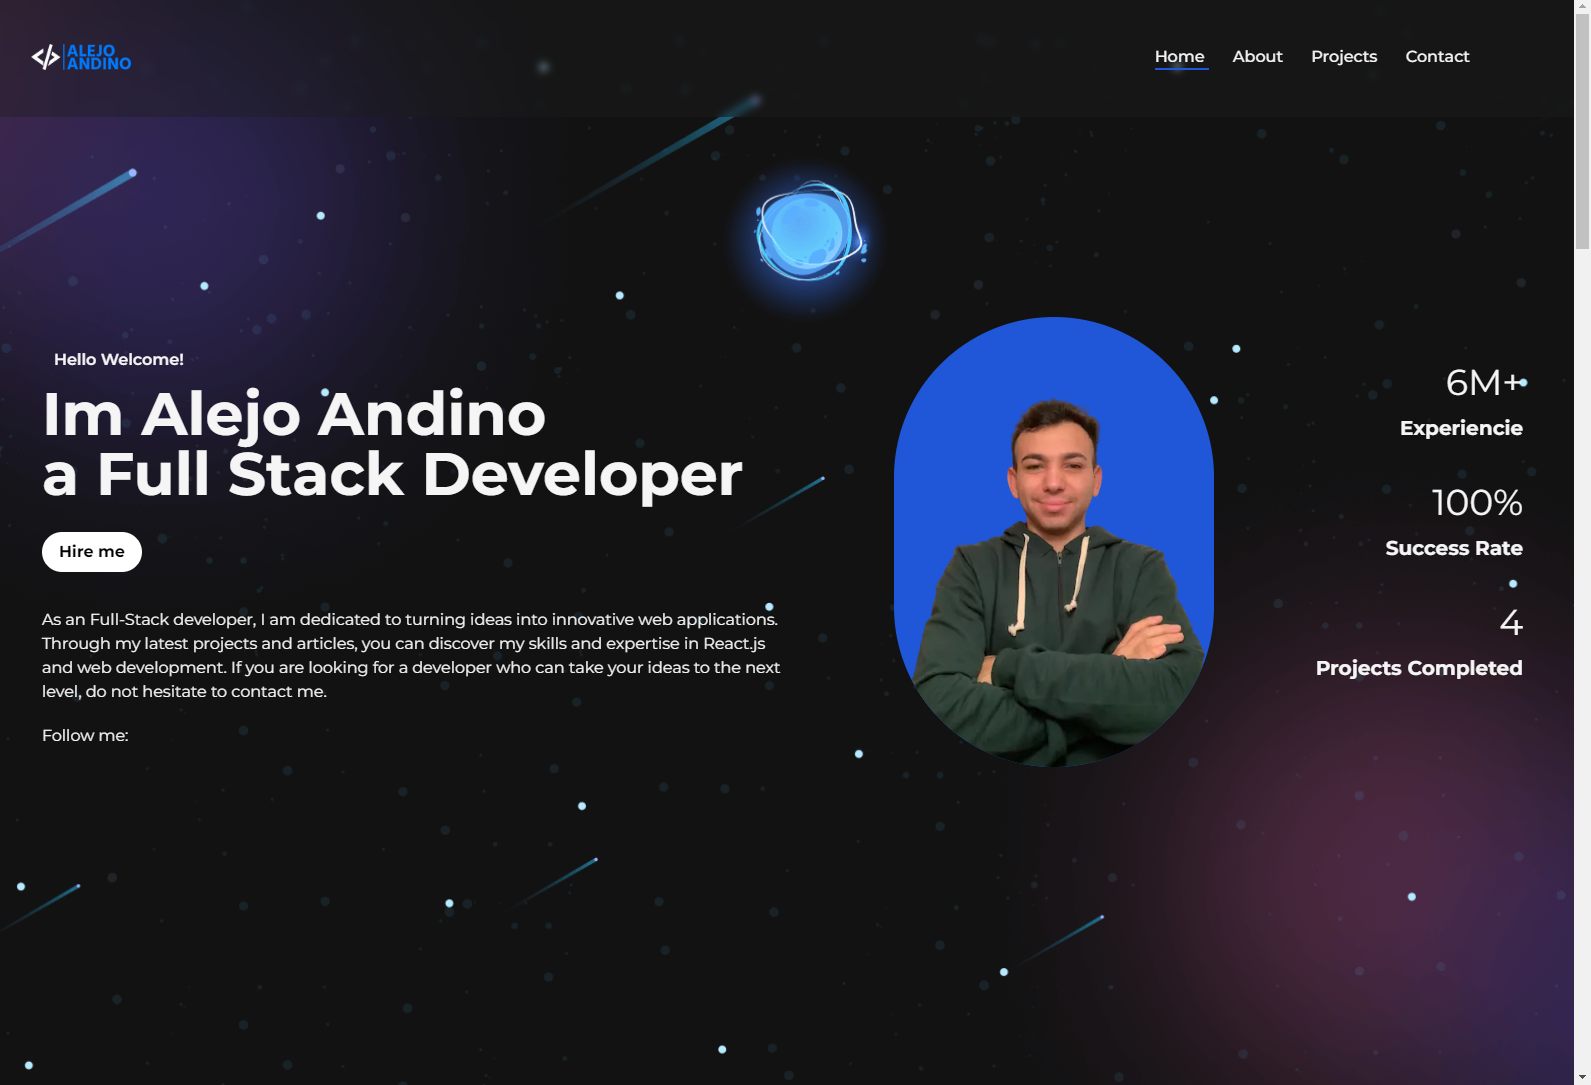 </> ALEJO
ANDINO
Home About Projects Contact
Hello Welcome!
Im Alejo Andino
a Full Stack Developer
Hire me
As an Full-Stack developer, I am dedicated to turning ideas into innovative web applications.
Through my latest projects and articles, you can discover my skills and expertise in React.js
and web development. If you are looking for a developer who can take your ideas to the next
level, do not hesitate to contact me.
Follow me:
6M+
Experiencie
100%
Success Rate
4
Projects Completed